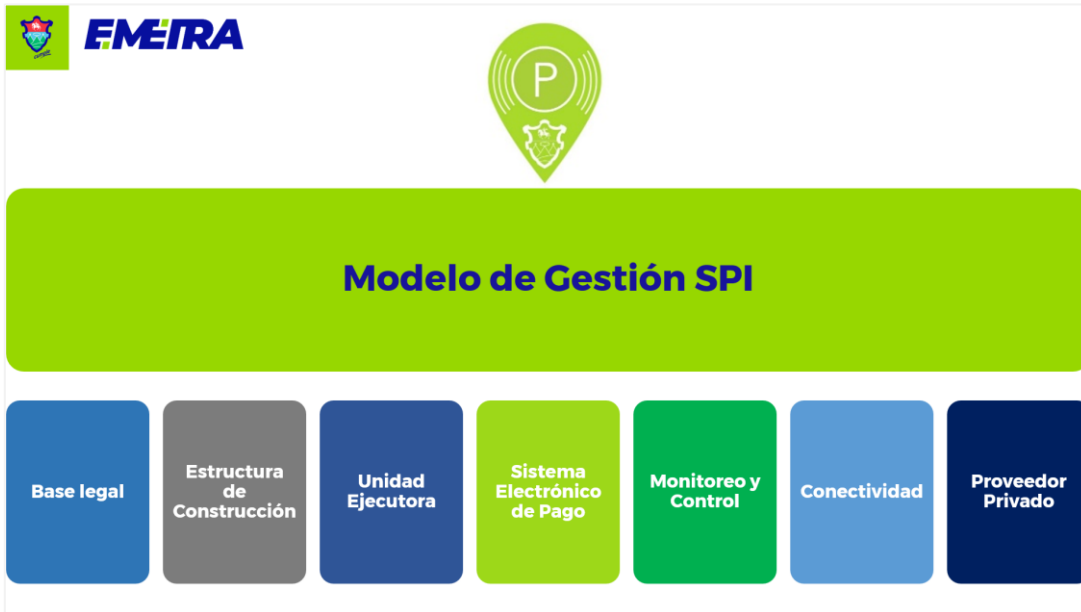 EMETRA
P
Modelo de Gestión SPI
Base legal
Estructura
de
Construcción
Unidad
Ejecutora
Sistema
Electrónico
de Pago
Monitoreo y
Control
Conectividad
Proveedor
Privado